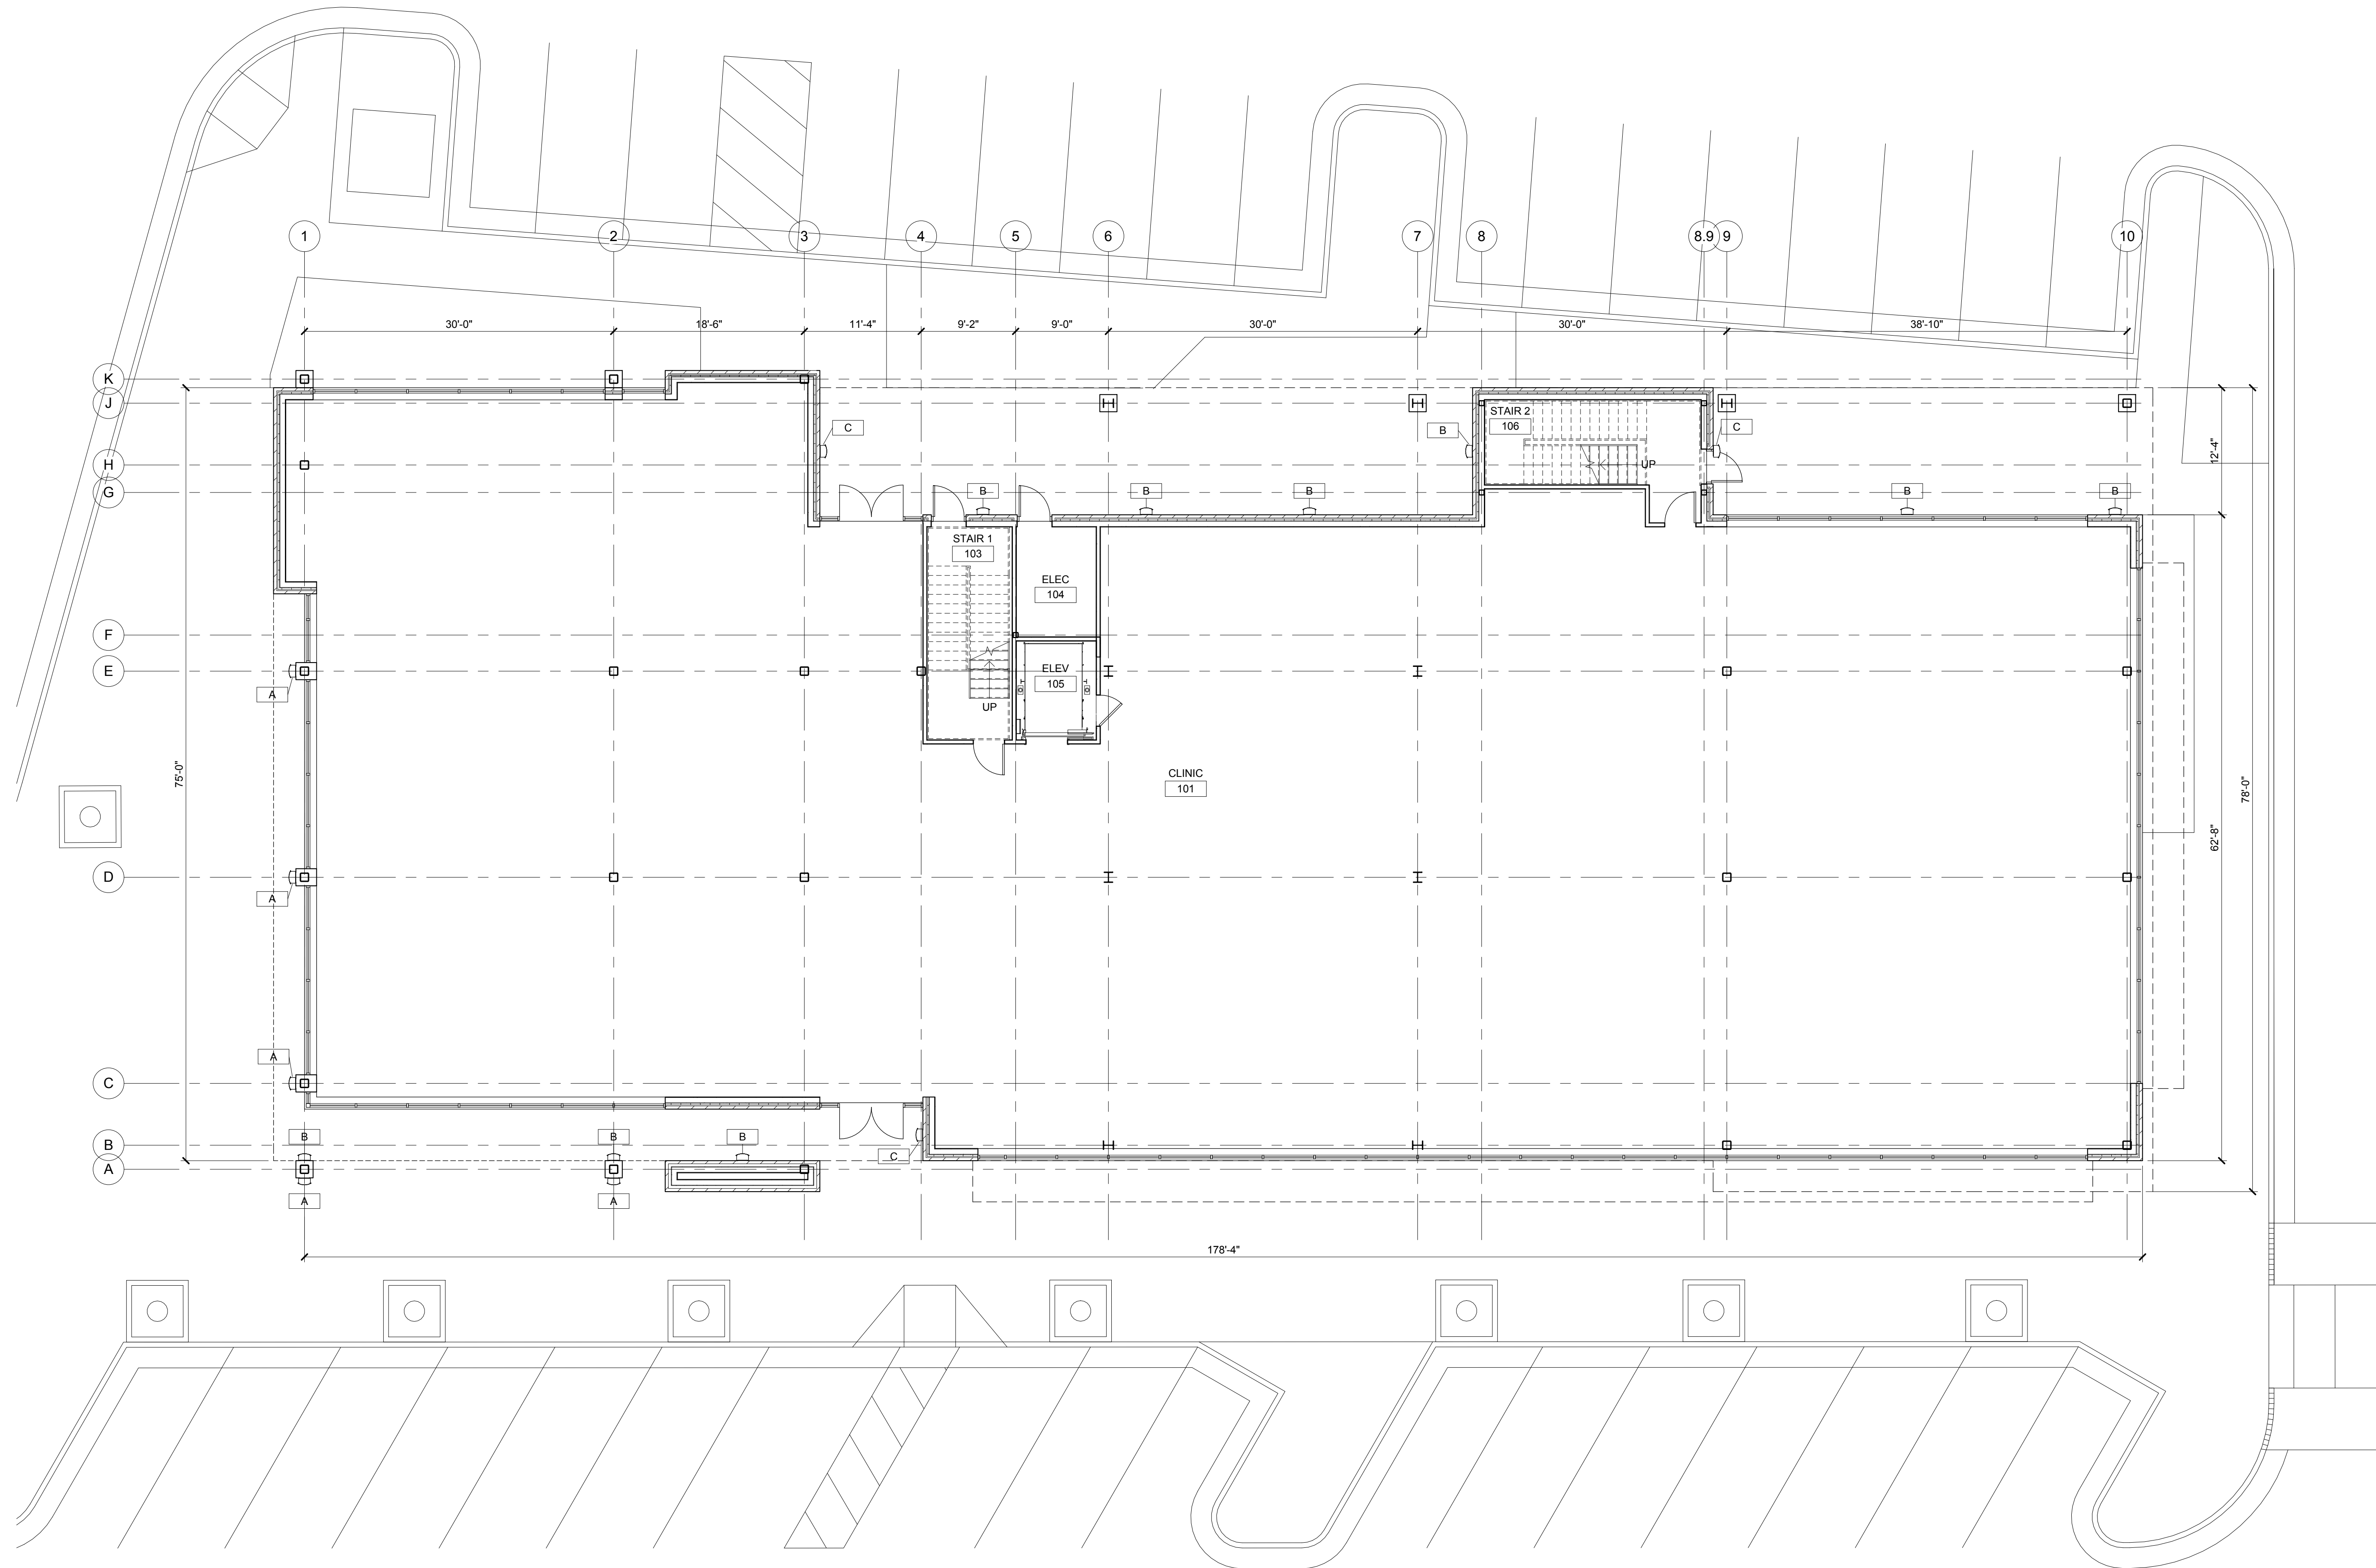 1 2 3 4 5 6 7 8 8.9 9 10
30'-0" 18'-6" 11'-4" 9'-2" 9'-0" 30'-0" 30'-0" 38'-10"
K
J
C B STAIR 2 C
106
12'-4"
H UP
G B B B B B
STAIR 1
103
ELEC
104
F
E ELEV
105
A
UP
75'-0" CLINIC 78'-0"
101
62'-8"
D
A
A
C
B B B B
C
A
A A
178'-4"